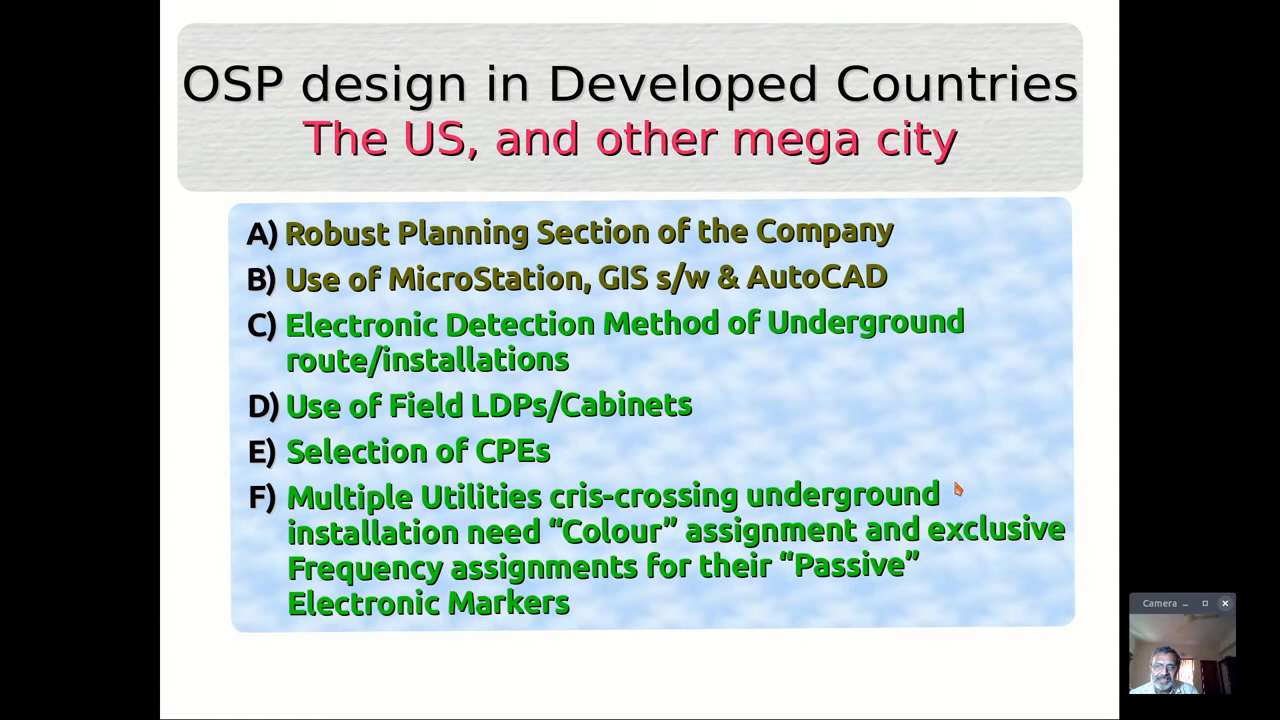 OSP design in Developed Countries
The US, and other mega city
A) Robust Planning Section of the Company
B) Use of MicroStation, GIS s/w & AutoCAD
C) Electronic Detection Method of Underground
route/installations
D) Use of Field LDPs/Cabinets
E) Selection of CPEs
F) Multiple Utilities cris-crossing underground
installation need “Colour” assignment and exclusive
Frequency assignments for their “Passive”
Electronic Markers
Camera